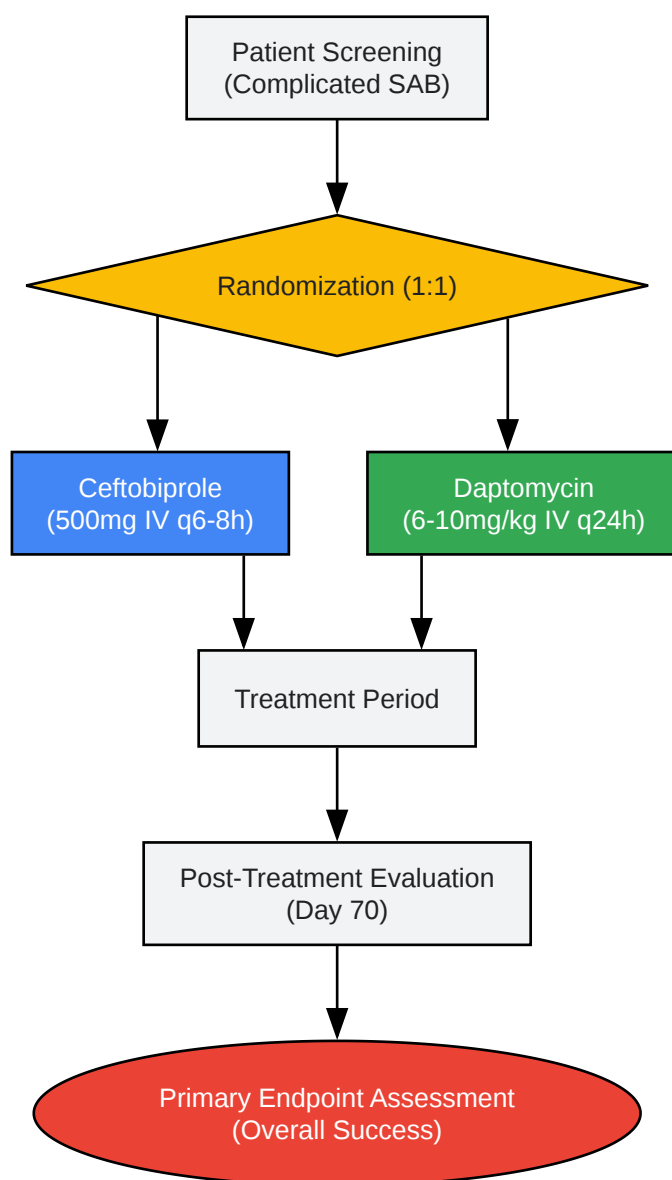 Patient Screening
(Complicated SAB)
Randomization (1:1)
Ceftobiprole
(500mg IV q6-8h)
Daptomycin
(6-10mg/kg IV q24h)
Treatment Period
Post-Treatment Evaluation
(Day 70)
Primary Endpoint Assessment
(Overall Success)